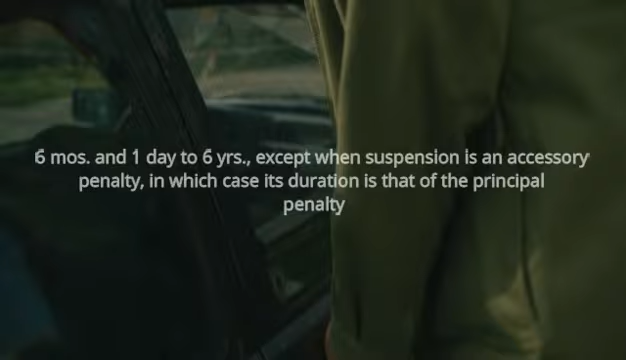 6 mos. and 1 day to 6 yrs., except when suspension is an accessory
penalty, in which case its duration is that of the principal
penalty